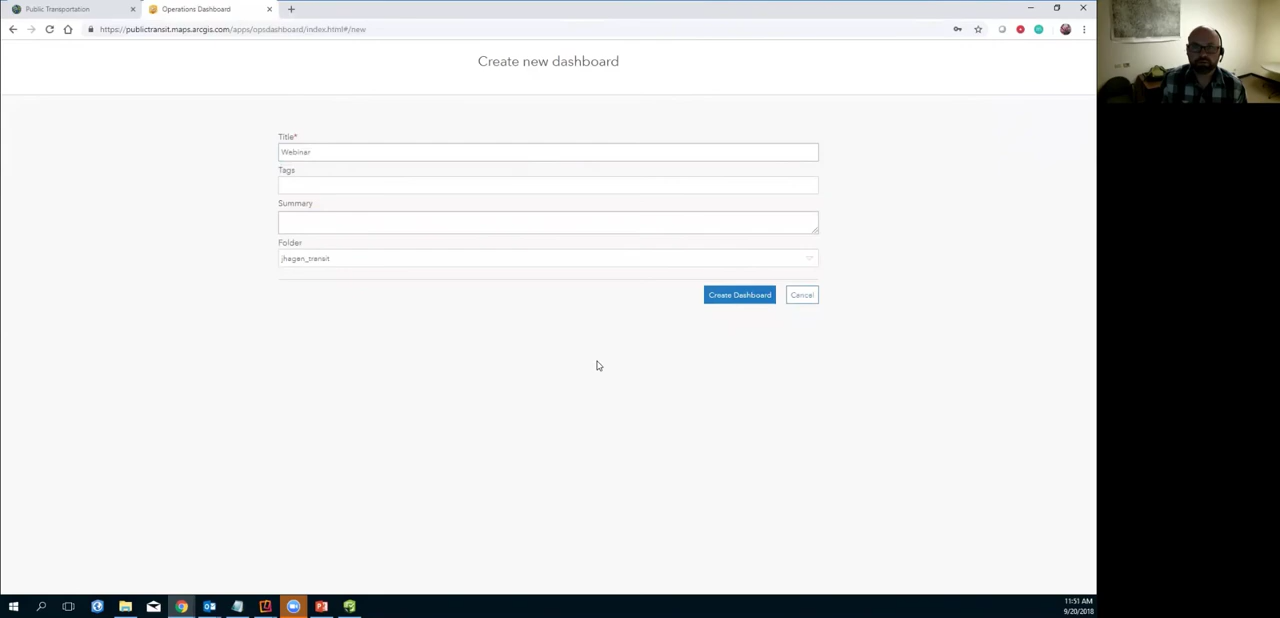 Public Transportation
Operations Dashboard
https://publictransit.maps.arcgis.com/apps/opsdashboard/index.html#/new
Create new dashboard
Title*
Webinar
Tags
Summary
Folder
jhagen_transit
Create Dashboard
Cancel
11:51 AM
9/20/2018